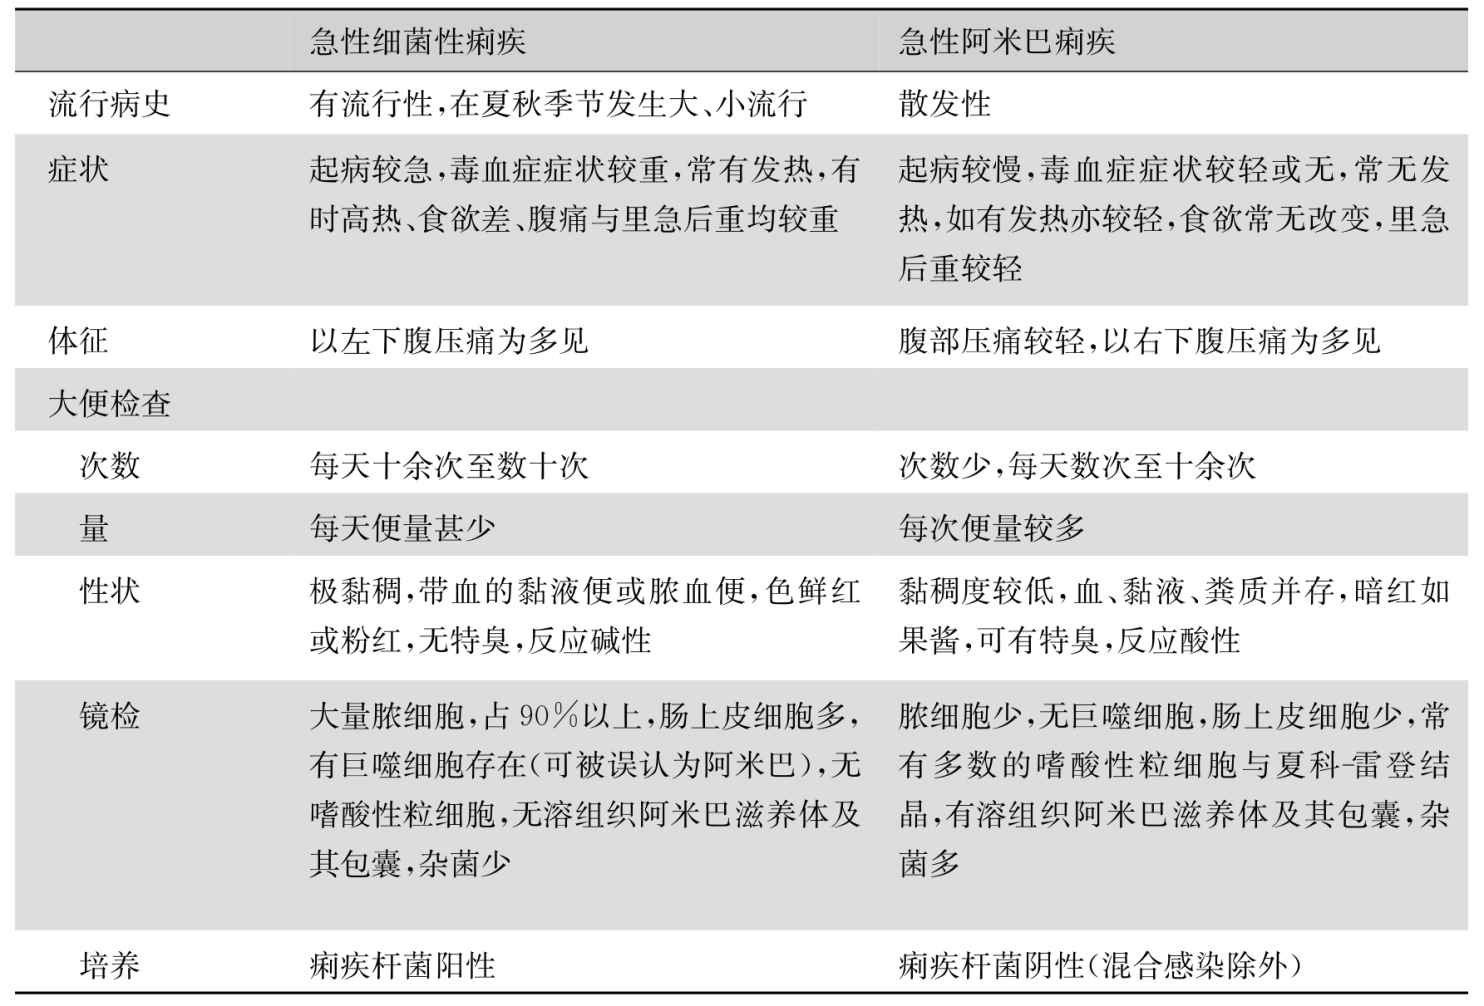 急性细菌性痢疾 急性阿米巴痢疾
流行病史 有流行性,在夏秋季节发生大、小流行 散发性
症状 起病较急,毒血症症状较重,常有发热,有 起病较慢,毒血症症状较轻或无,常无发
时高热、食欲差、腹痛与里急后重均较重 热,如有发热亦较轻,食欲常无改变,里急
后重较轻
体征 以左下腹压痛为多见 腹部压痛较轻,以右下腹压痛为多见
大便检查
次数 每天十余次至数十次 次数少,每天数次至十余次
量 每天便量甚少 每次便量较多
性状 极黏稠,带血的黏液便或脓血便,色鲜红 黏稠度较低,血、黏液、粪质并存,暗红如
或粉红,无特臭,反应碱性 果酱,可有特臭,反应酸性
镜检 大量脓细胞,占90%以上,肠上皮细胞多, 脓细胞少,无巨噬细胞,肠上皮细胞少,常
有巨噬细胞存在(可被误认为阿米巴),无 有多数的嗜酸性粒细胞与夏科-雷登结
嗜酸性粒细胞,无溶组织阿米巴滋养体及 晶,有溶组织阿米巴滋养体及其包囊,杂
其包囊,杂菌少 菌多
培养 痢疾杆菌阳性 痢疾杆菌阴性(混合感染除外)